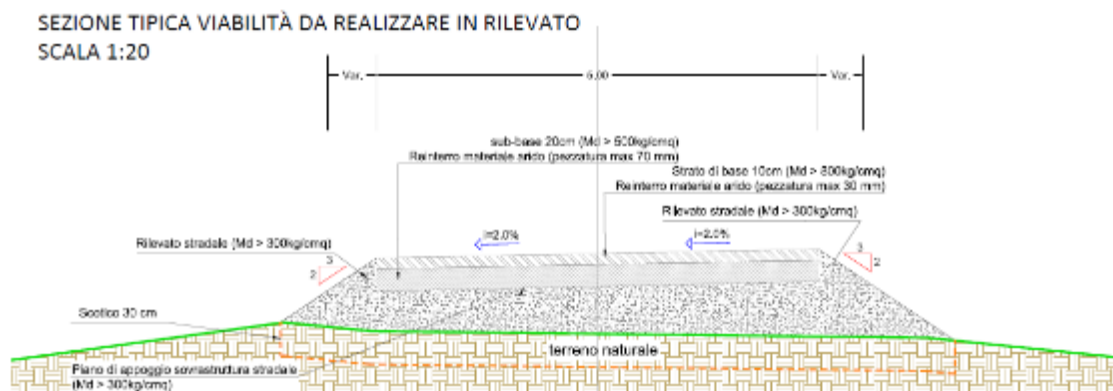 SEZIONE TIPICA VIABILITÀ DA REALIZZARE IN RILEVATO
SCALA 1:20
Var.
6,00
Var.
sub-base 20cm (Md > 500kg/cmq)
Reinterro materiale arido (pezzatura max 70 mm)
Strato di base 10cm (Md > 800kg/cmq)
Reinterro materiale arido (pezzatura max 30 mm)
Rilevato stradale (Md > 300kg/cmq)
i=2.0%
i=2.0%
Rilevato stradale (Md > 300kg/cmq)
3
2
3
2
Scotico 30 cm
terreno naturale
Piano di appoggio sovrastruttura stradale
(Md > 300kg/cmq)